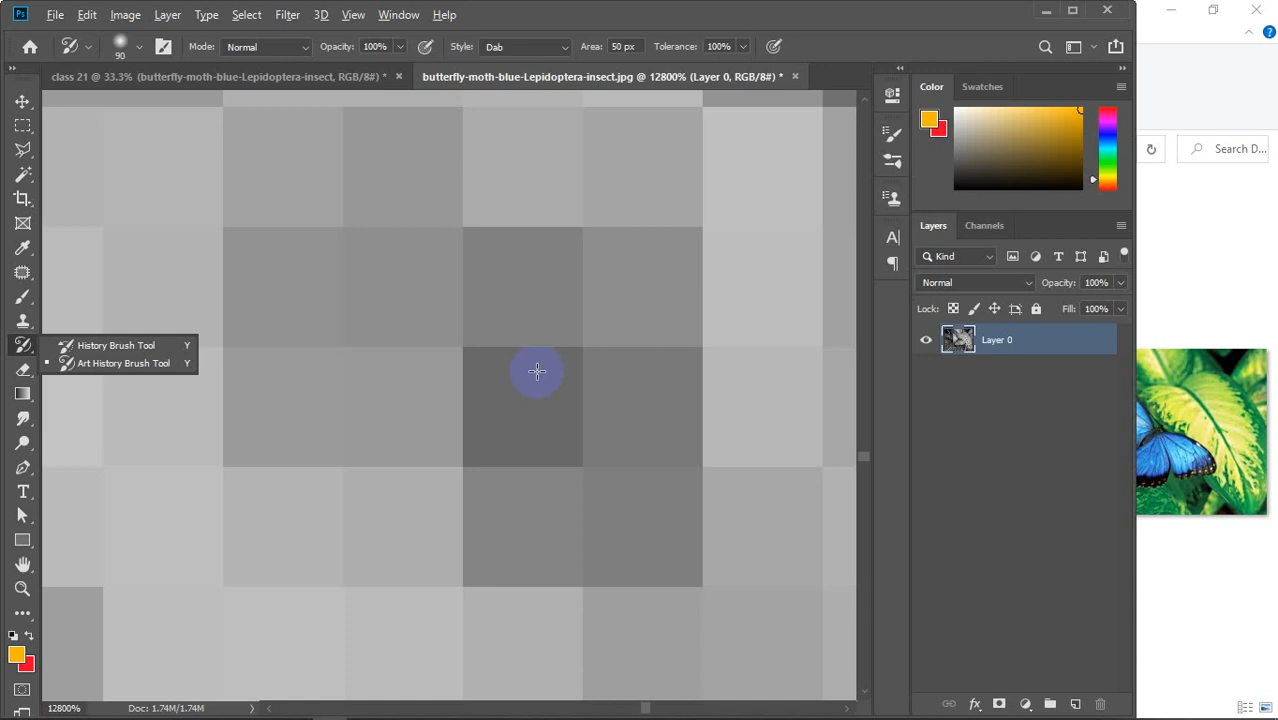 Ps File Edit Image Layer Type Select Filter 3D View Window Help
90 Mode: Normal Opacity: 100% Style: Dab Area: 50 px Tolerance: 100%
class 21 @ 33.3% (butterfly-moth-blue-Lepidoptera-insect, RGB/8#) * × butterfly-moth-blue-Lepidoptera-insect.jpg @ 12800% (Layer 0, RGB/8#) * ×
Color Swatches
Search D...
Layers Channels
Kind
Normal Opacity: 100%
Lock: Fill: 100%
Layer 0
History Brush Tool Y
Art History Brush Tool Y
12800% Doc: 1.74M/1.74M